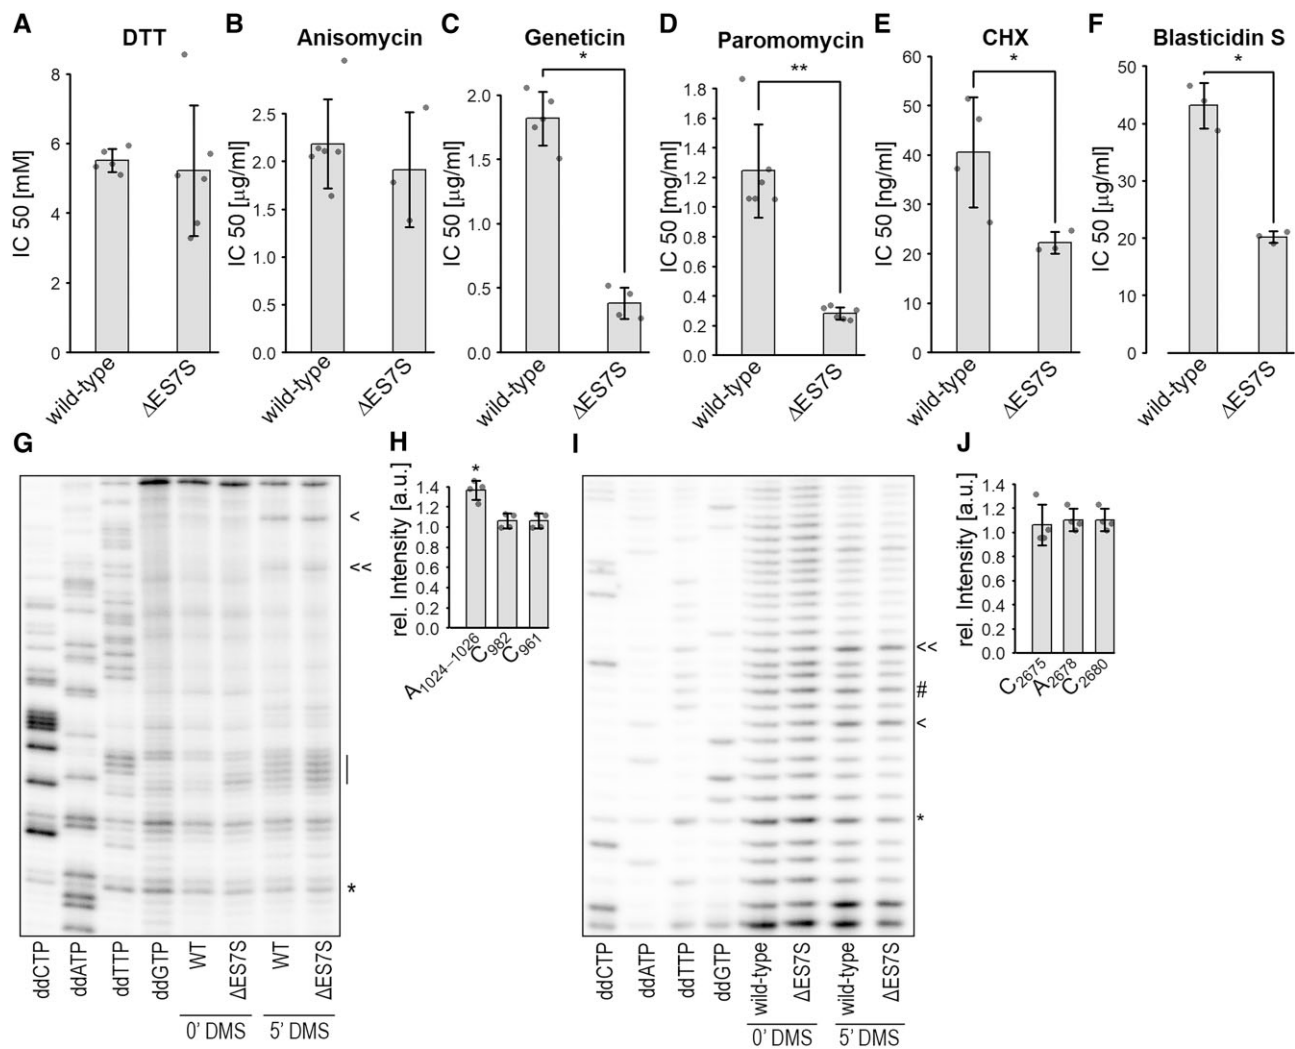 A
DTT
IC 50 [mM]
8
6
4
2
0
wild-type
ΔES7S
B
Anisomycin
IC 50 [μg/ml]
2.5
2.0
1.5
1.0
0.5
0.0
wild-type
ΔES7S
C
Geneticin
*
IC 50 [μg/ml]
2.0
1.5
1.0
0.5
0.0
wild-type
ΔES7S
D
Paromomycin
**
IC 50 [mg/ml]
1.8
1.6
1.4
1.2
1.0
0.8
0.6
0.4
0.2
0.0
wild-type
ΔES7S
E
CHX
*
IC 50 [ng/ml]
60
50
40
30
20
10
0
wild-type
ΔES7S
F
Blasticidin S
*
IC 50 [μg/ml]
50
40
30
20
10
0
wild-type
ΔES7S
G
<
<<
*
ddCTP
ddATP
ddTTP
ddGTP
WT
ΔES7S
WT
ΔES7S
0' DMS
5' DMS
H
*
rel. Intensity [a.u.]
1.4
1.2
1.0
0.8
0.6
0.4
0.2
0.0
A1024–1026
C982
C961
I
<<
#
<
*
ddCTP
ddATP
ddTTP
ddGTP
wild-type
ΔES7S
wild-type
ΔES7S
0' DMS
5' DMS
J
rel. Intensity [a.u.]
1.4
1.2
1.0
0.8
0.6
0.4
0.2
0.0
C2675
A2678
C2680